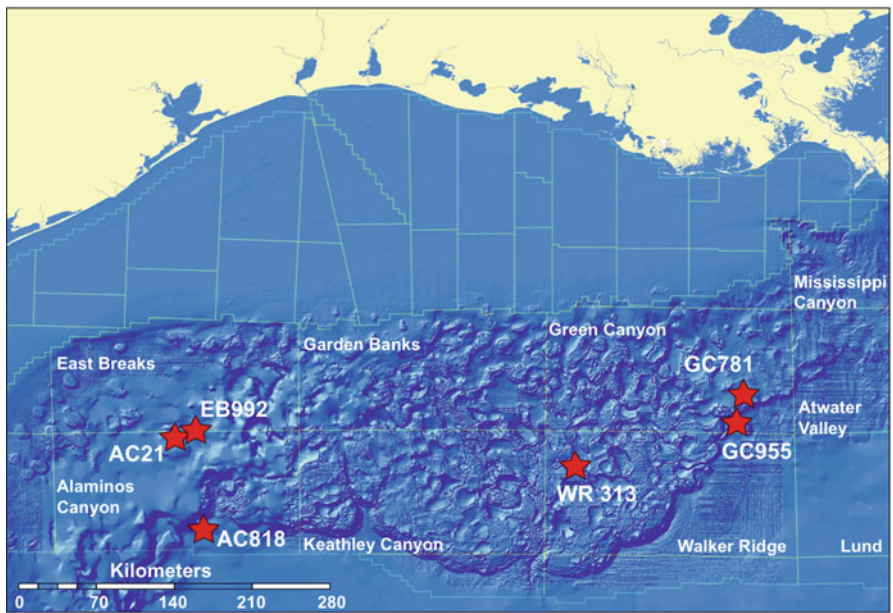 Mississippi
Canyon
Green Canyon
Garden Banks
East Breaks
GC781
EB992
Atwater
Valley
AC21
GC955
Alaminos
Canyon
WR 313
AC818
Keathley Canyon
Walker Ridge
Lund
Kilometers
0 70 140 210 280